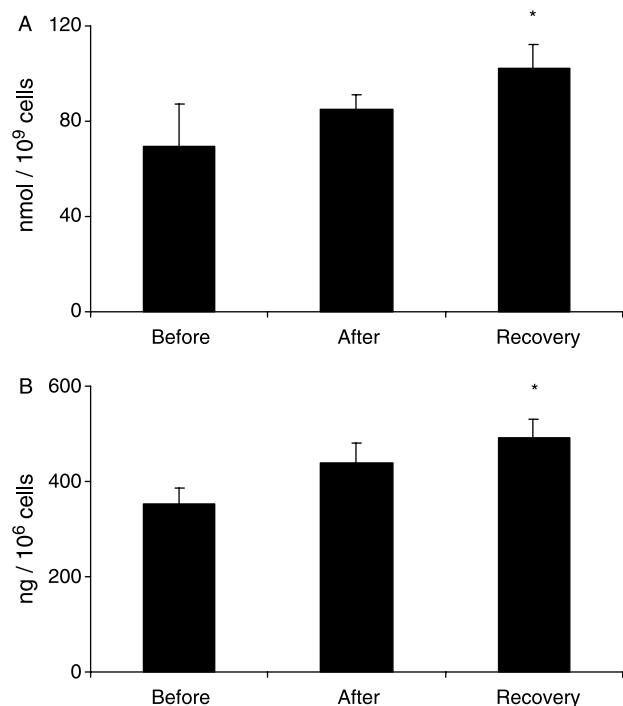 A
*
120
80
40
0
nmol / 10⁹ cells
Before After Recovery
B
*
600
400
200
0
ng / 10⁶ cells
Before After Recovery